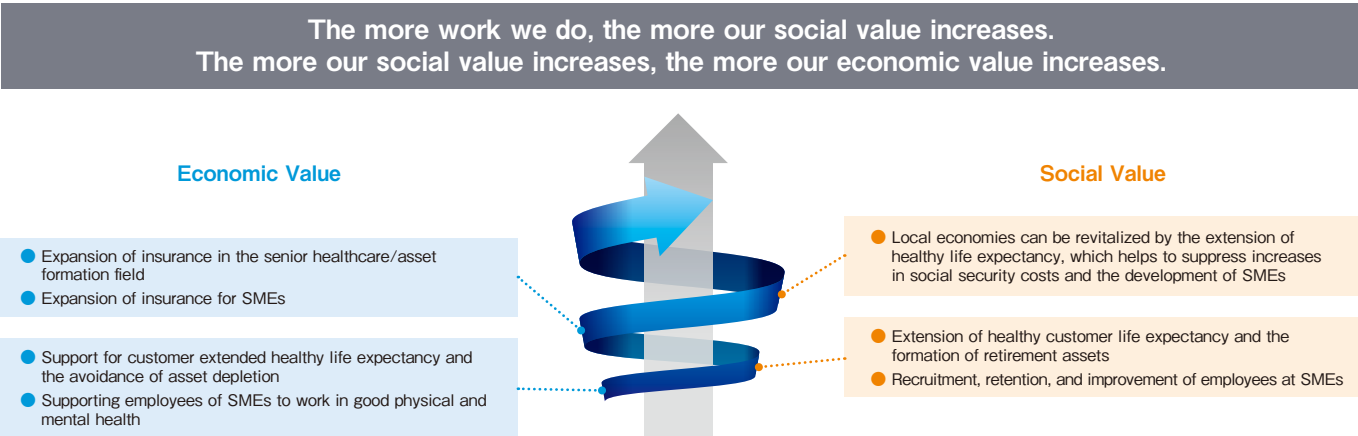 The more work we do, the more our social value increases.
The more our social value increases, the more our economic value increases.
Economic Value
● Expansion of insurance in the senior healthcare/asset
formation field
● Expansion of insurance for SMEs
● Support for customer extended healthy life expectancy and
the avoidance of asset depletion
● Supporting employees of SMEs to work in good physical and
mental health
Social Value
● Local economies can be revitalized by the extension of
healthy life expectancy, which helps to suppress increases
in social security costs and the development of SMEs
● Extension of healthy customer life expectancy and the
formation of retirement assets
● Recruitment, retention, and improvement of employees at SMEs